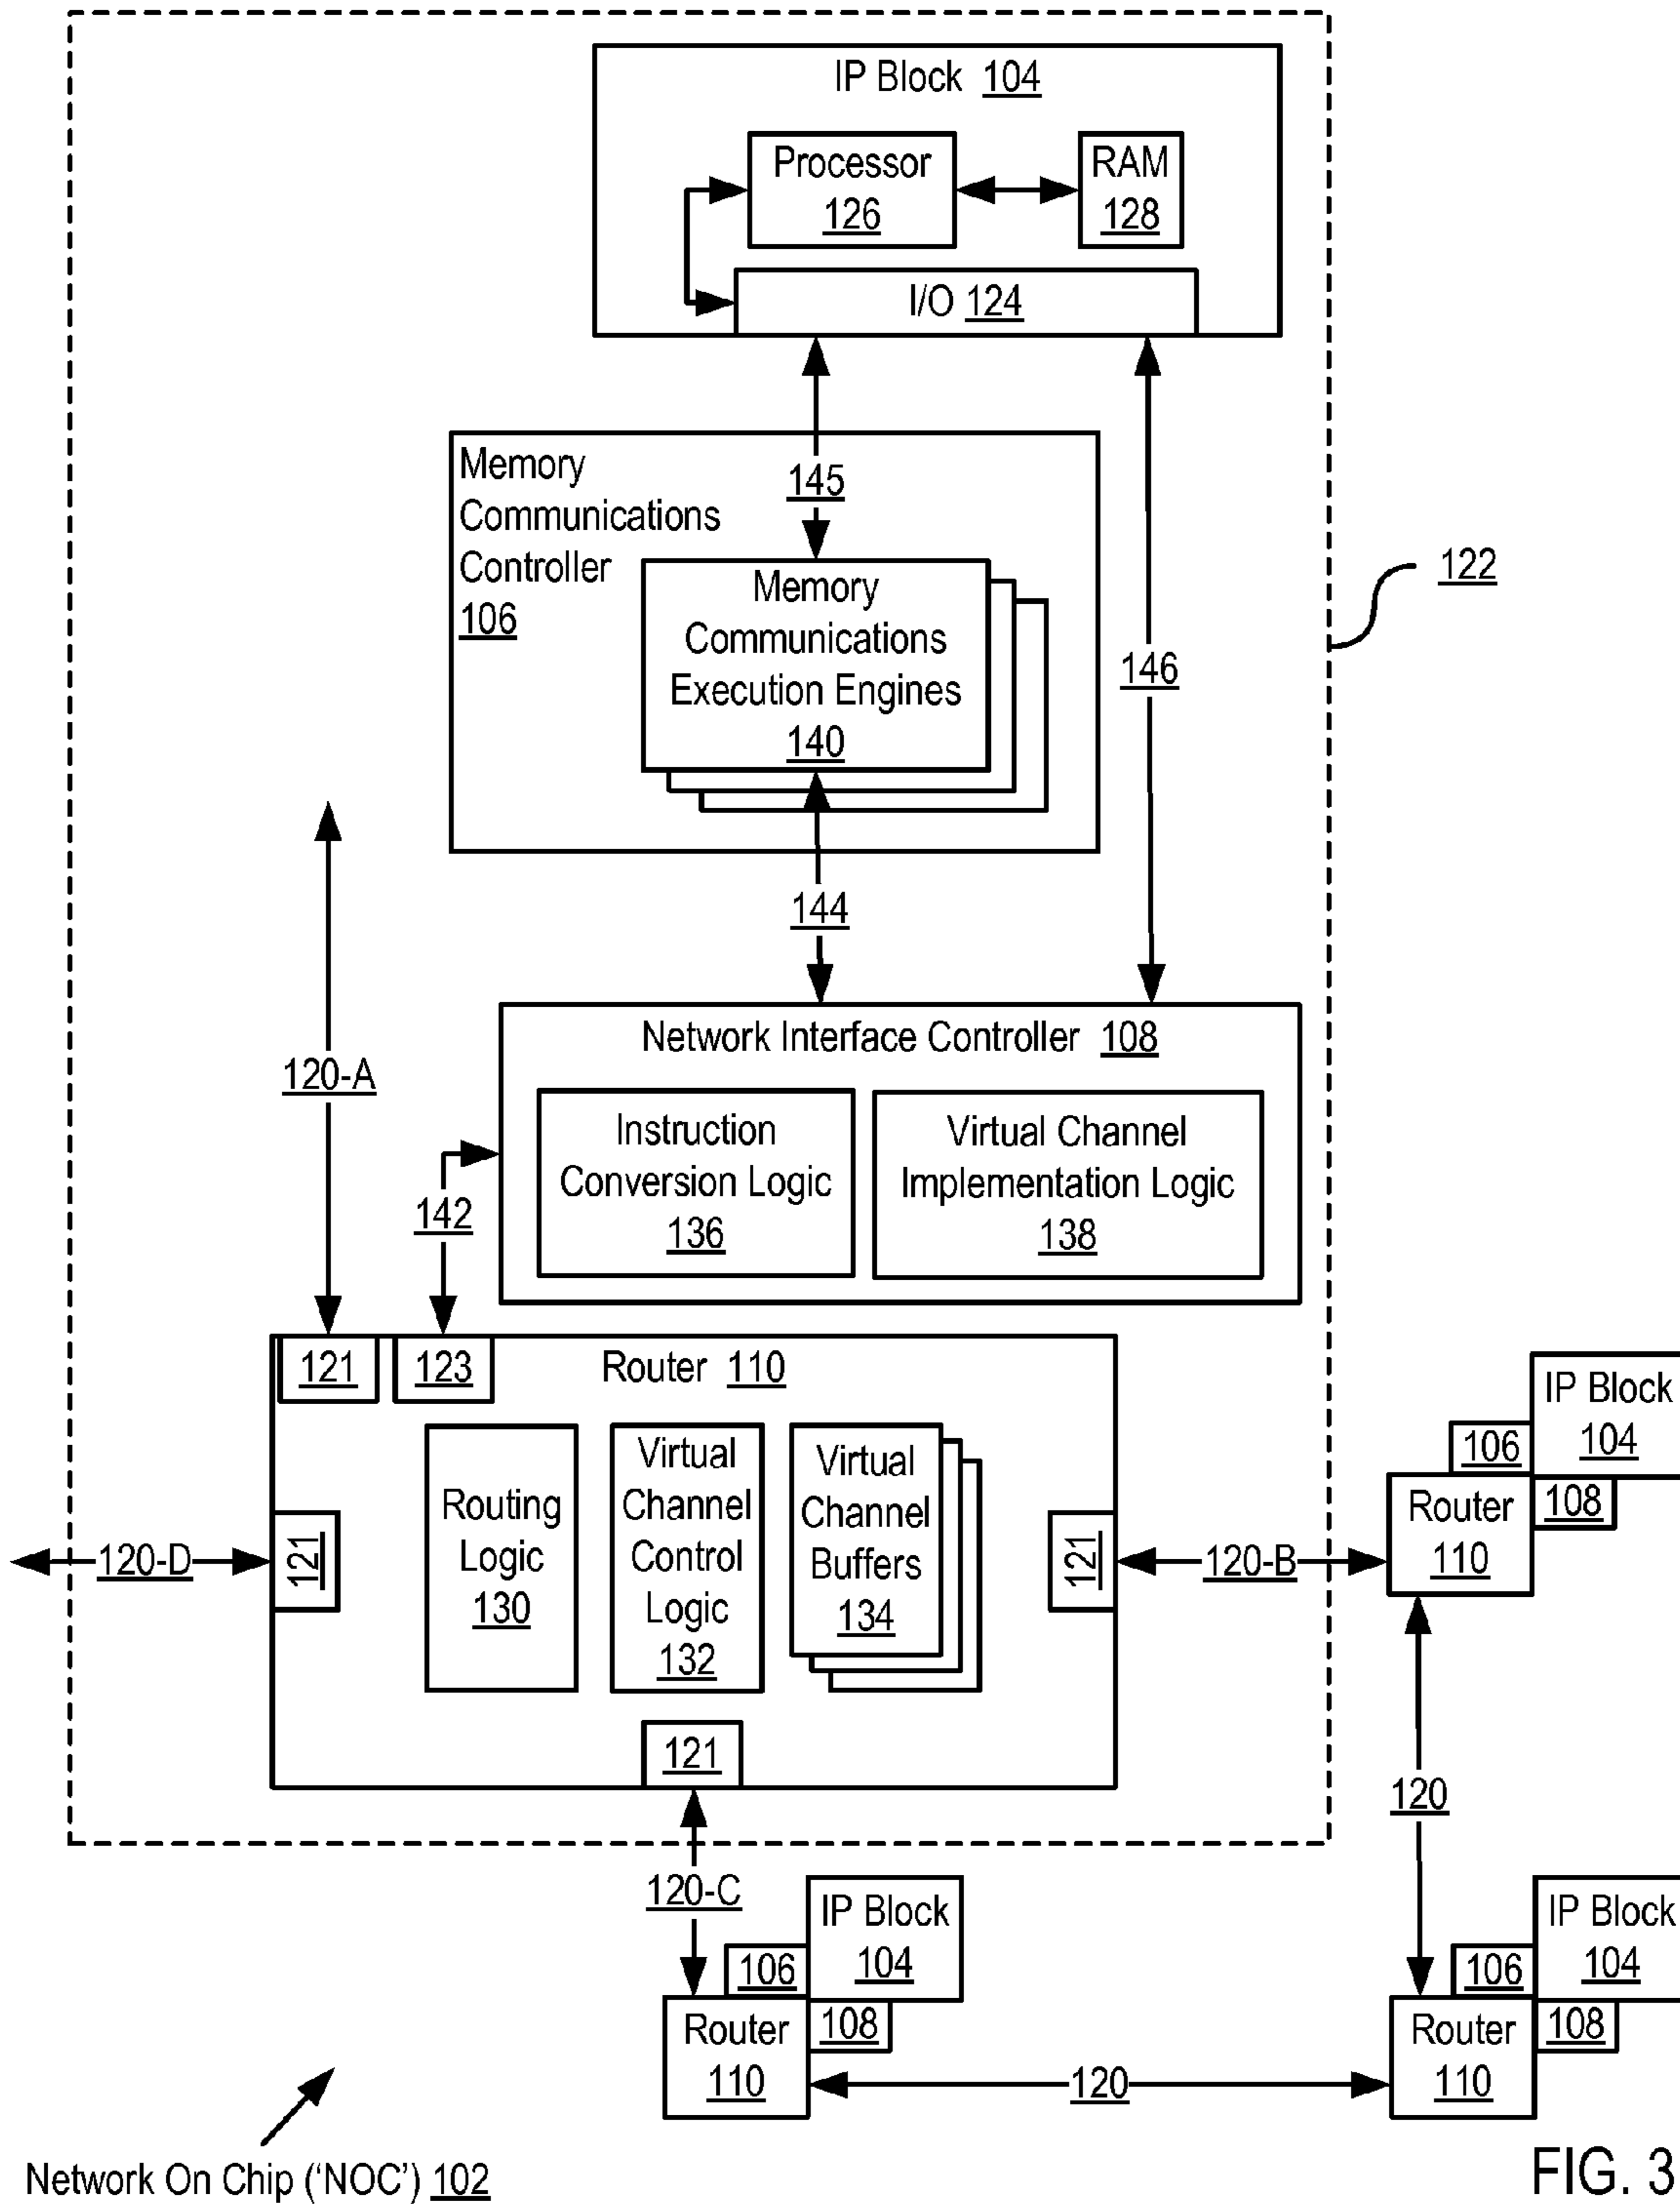 IP Block 104
Processor
126
RAM
128
I/O 124
Memory
Communications
Controller
106
145
Memory
Communications
Execution Engines
140
122
146
144
120-A
Network Interface Controller 108
Instruction
Conversion Logic
136
Virtual Channel
Implementation Logic
138
142
121
123
Router 110
Routing
Logic
130
Virtual
Channel
Control
Logic
132
Virtual
Channel
Buffers
134
121
121
120-D
120-B
121
IP Block
104
106
108
Router
110
120
120-C
IP Block
104
106
108
Router
110
120
IP Block
104
106
108
Router
110
Network On Chip (‘NOC’) 102
FIG. 3